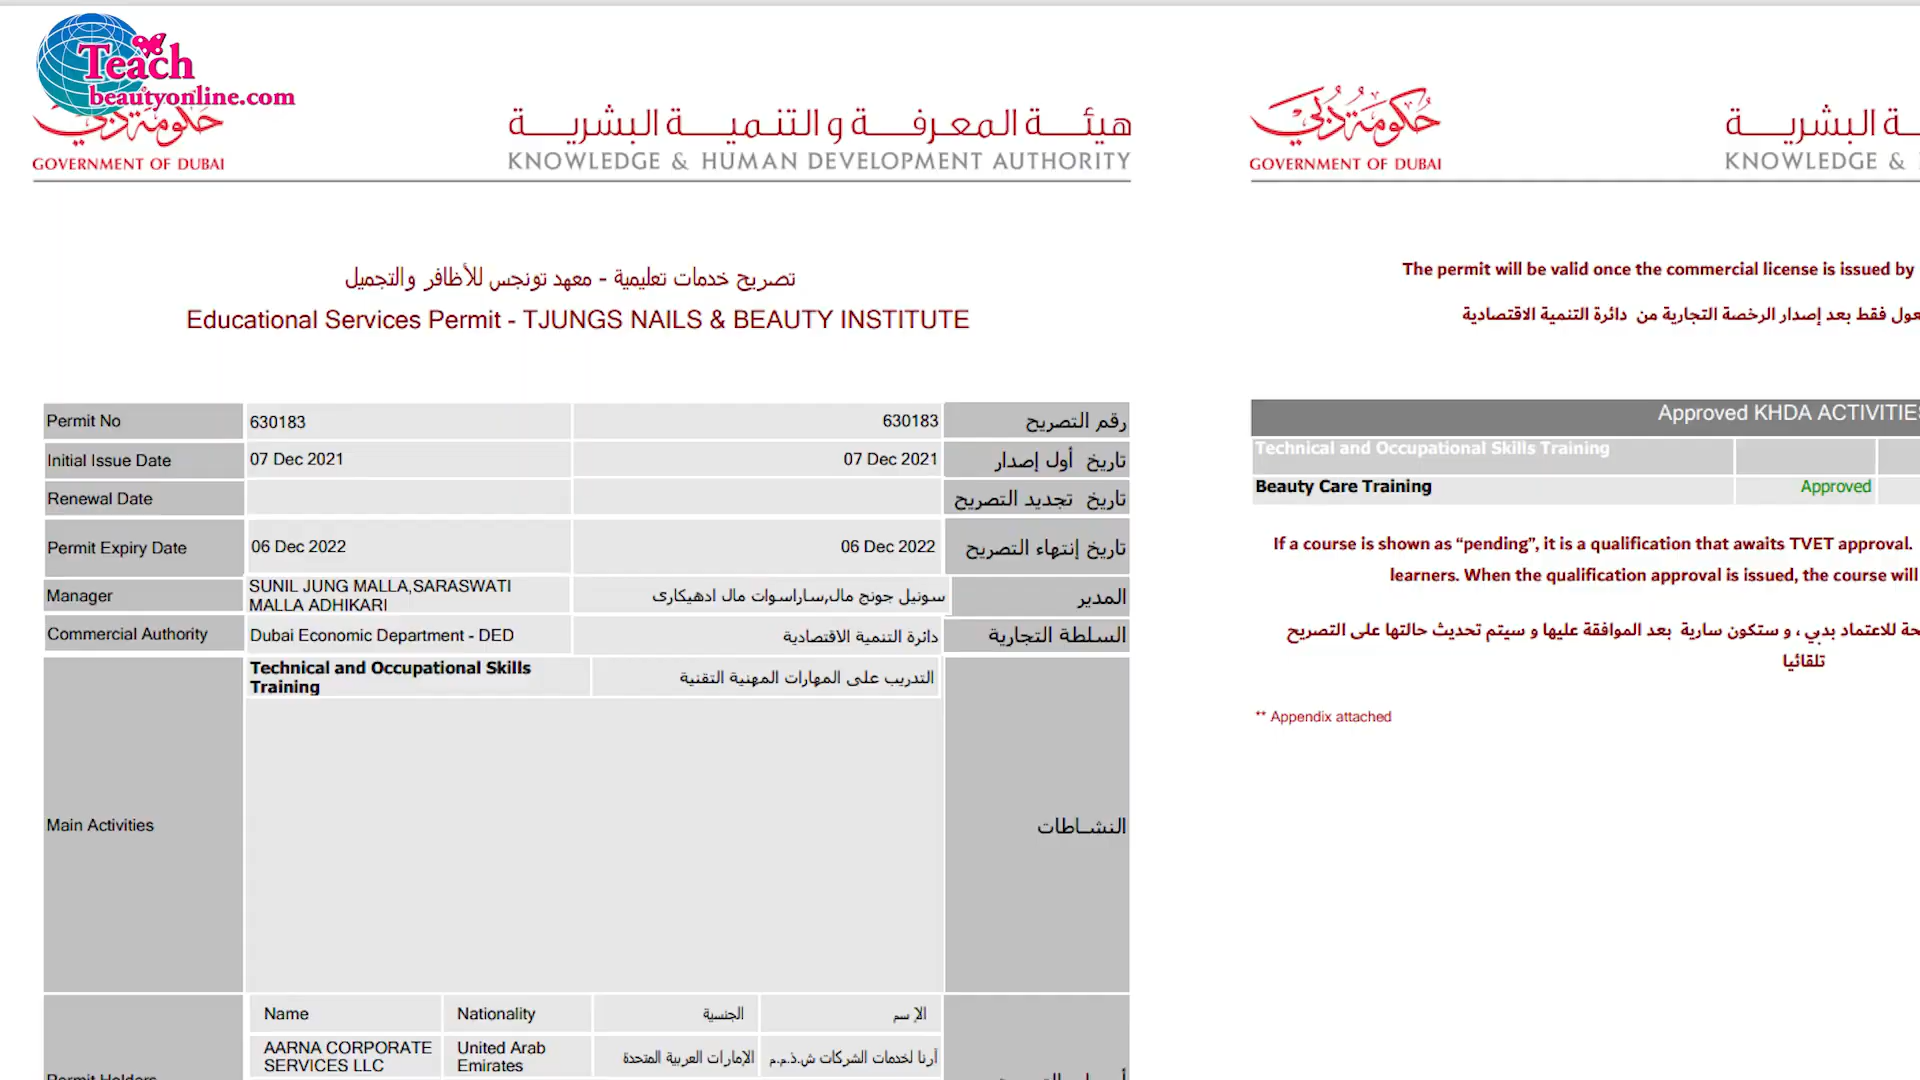 Teach
beautyonline.com
حكومة دبي
GOVERNMENT OF DUBAI
هيئة المعرفة و التنمية البشرية
KNOWLEDGE & HUMAN DEVELOPMENT AUTHORITY
تصريح خدمات تعليمية - معهد تونجس للأظافر والتجميل
Educational Services Permit - TJUNGS NAILS & BEAUTY INSTITUTE
Permit No 630183 630183 رقم التصريح
Initial Issue Date 07 Dec 2021 07 Dec 2021 تاريخ أول إصدار
Renewal Date تاريخ تجديد التصريح
Permit Expiry Date 06 Dec 2022 06 Dec 2022 تاريخ إنتهاء التصريح
Manager SUNIL JUNG MALLA,SARASWATI MALLA ADHIKARI سونيل جونج مال,ساراسوات مال ادهيكارى المدير
Commercial Authority Dubai Economic Department - DED دائرة التنمية الاقتصادية السلطة التجارية
Technical and Occupational Skills Training التدريب على المهارات المهنية التقنية
Main Activities النشاطات
Name Nationality الجنسية الإ سم
AARNA CORPORATE SERVICES LLC United Arab Emirates الإمارات العربية المتحدة أرنا لخدمات الشركات ش.ذ.م.م
Permit Holders
حكومة دبي
GOVERNMENT OF DUBAI
ة البشرية
KNOWLEDGE &
The permit will be valid once the commercial license is issued by
فقط بعد إصدار الرخصة التجارية من دائرة التنمية الاقتصادية
Approved KHDA ACTIVITIES
Technical and Occupational Skills Training
Beauty Care Training Approved
If a course is shown as “pending”, it is a qualification that awaits TVET approval.
learners. When the qualification approval is issued, the course will
للاعتماد بدبي ، و ستكون سارية بعد الموافقة عليها و سيتم تحديث حالتها على التصريح
تلقائيا
** Appendix attached